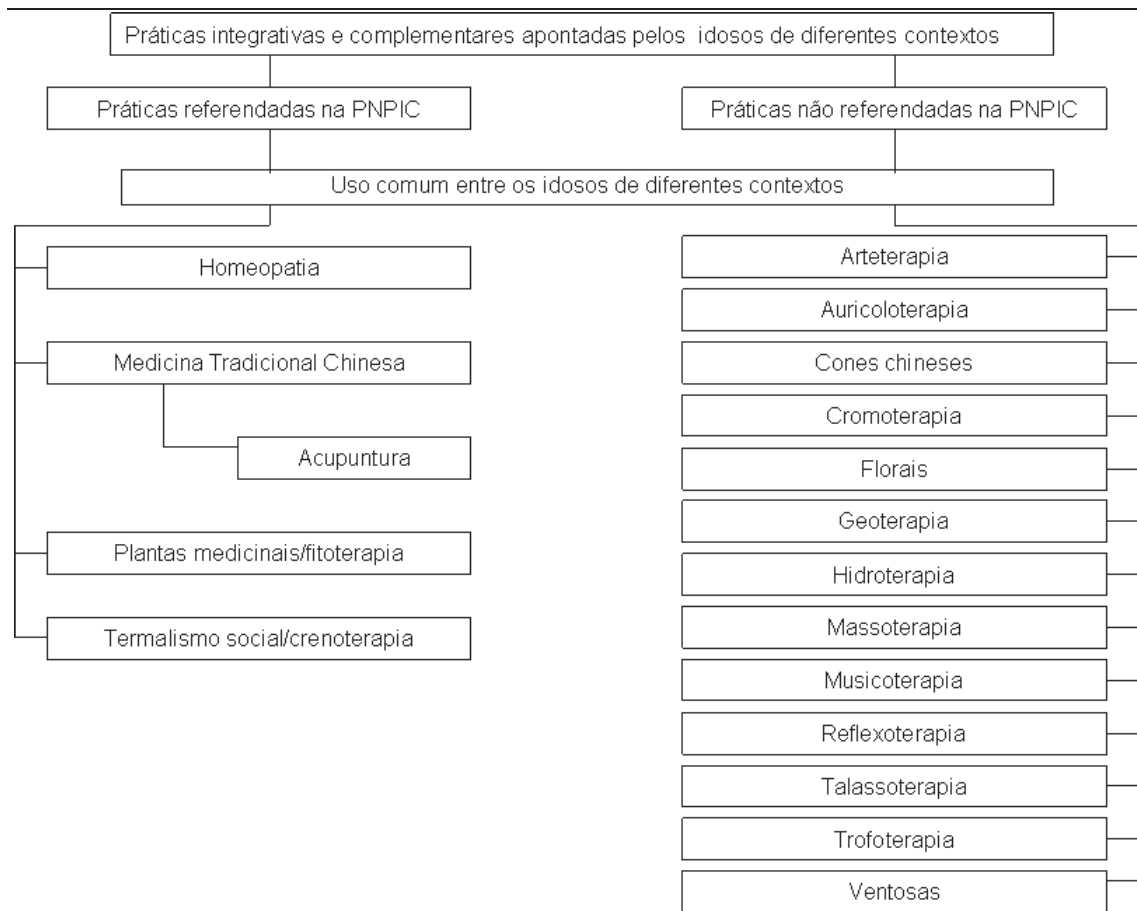 Práticas integrativas e complementares apontadas pelos idosos de diferentes contextos
Práticas referendadas na PNPIC
Práticas não referendadas na PNPIC
Uso comum entre os idosos de diferentes contextos
Homeopatia
Medicina Tradicional Chinesa
Acupuntura
Plantas medicinais/fitoterapia
Termalismo social/crenoterapia
Arteterapia
Auricoloterapia
Cones chineses
Cromoterapia
Florais
Geoterapia
Hidroterapia
Massoterapia
Musicoterapia
Reflexoterapia
Talassoterapia
Trofoterapia
Ventosas